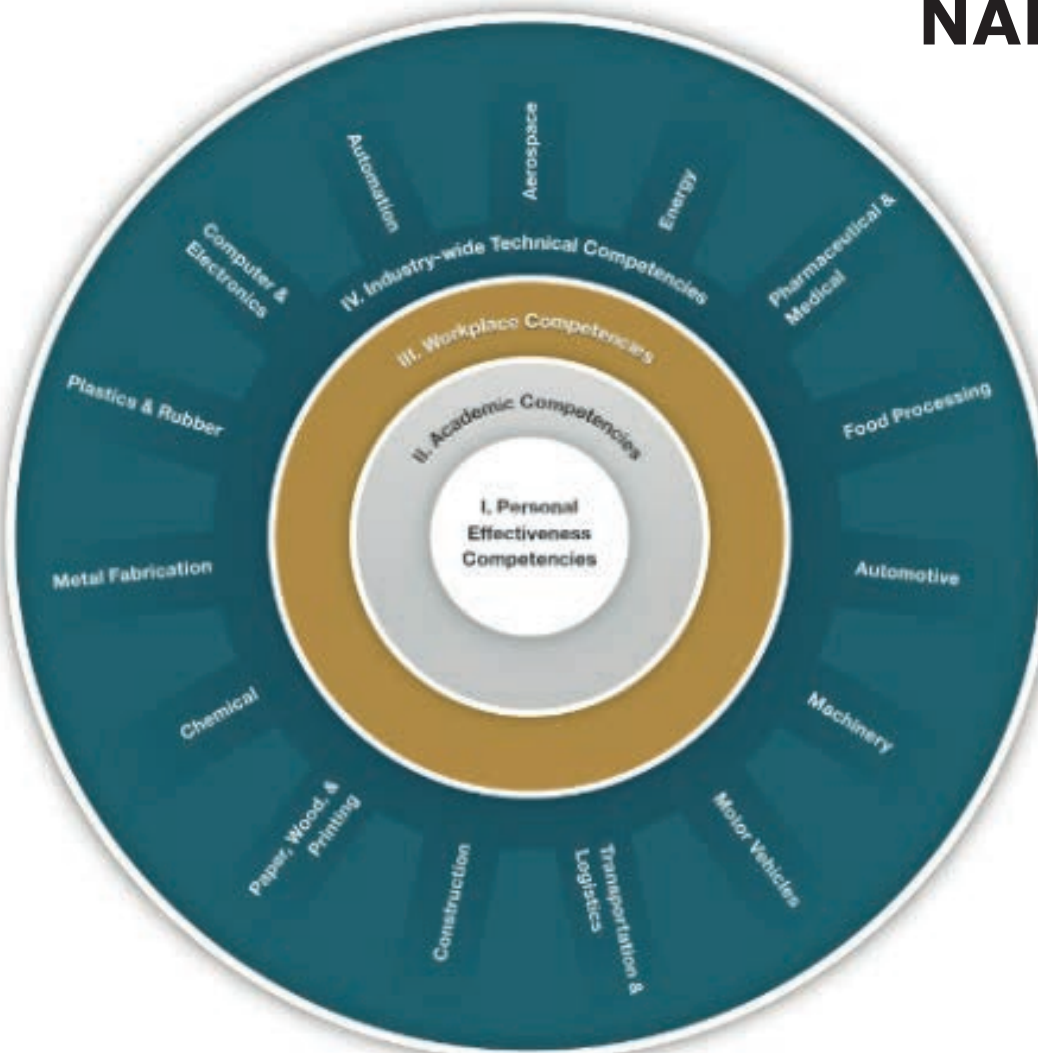 Aerospace
Energy
Pharmaceutical &
Medical
Food Processing
Automotive
Machinery
Motor Vehicles
Transportation &
Logistics
Construction
Paper, Wood, &
Printing
Chemical
Metal Fabrication
Plastics & Rubber
Computer &
Electronics
Automation
IV. Industry-wide Technical Competencies
III. Workplace Competencies
II. Academic Competencies
I. Personal
Effectiveness
Competencies